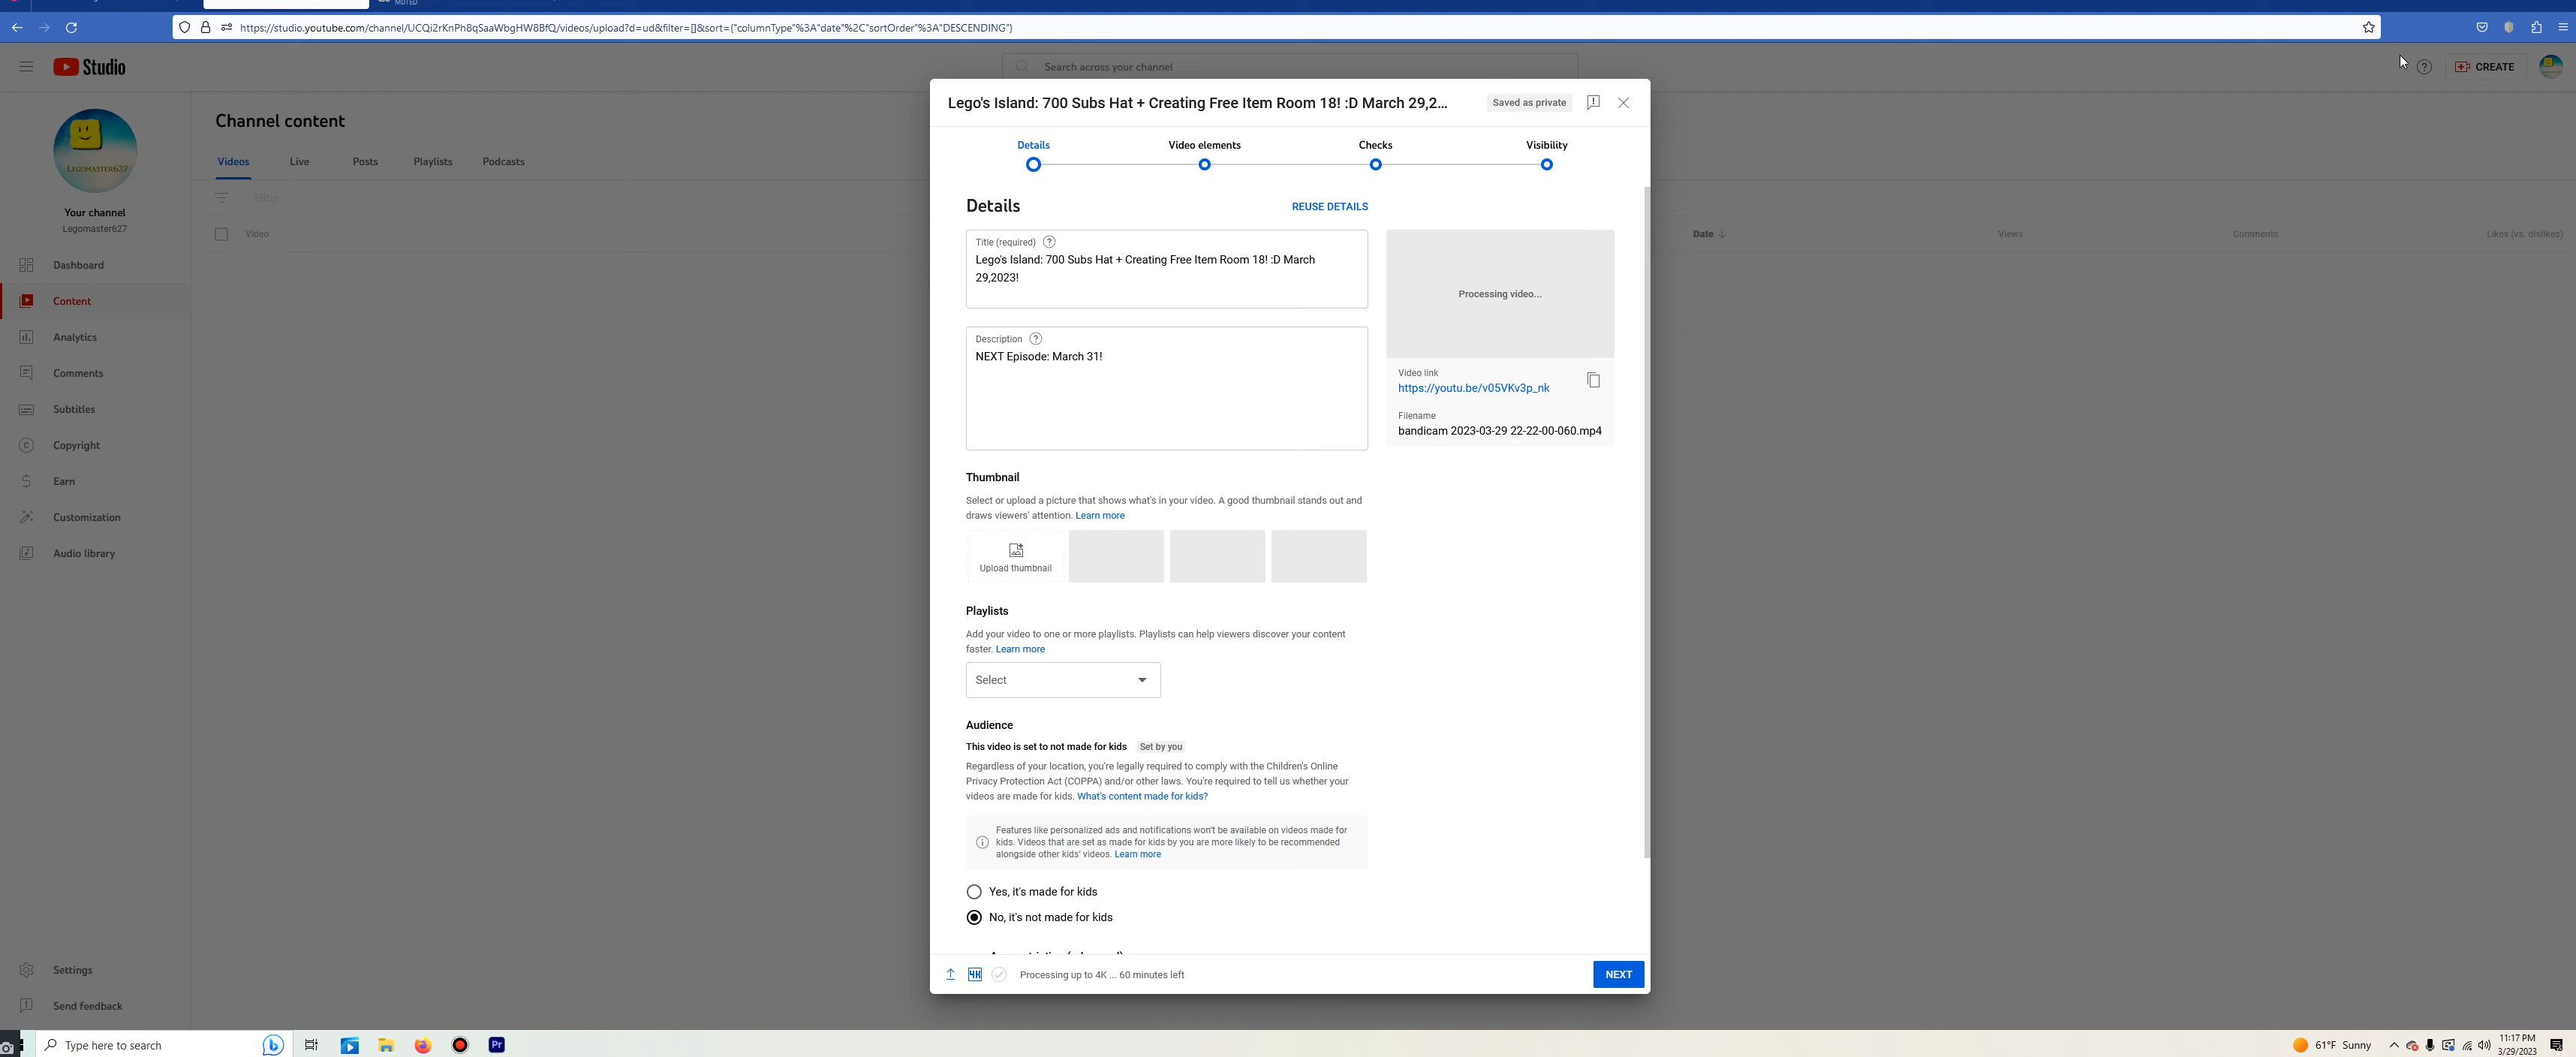 MUTED
https://studio.youtube.com/channel/UCQi2rKnPh8qSaaWbgHW8BfQ/videos/upload?d=ud&filter=[]&sort={"columnType"%3A"date"%2C"sortOrder"%3A"DESCENDING"}
Studio
Search across your channel
CREATE
LEGOMASTER627
Your channel
Legomaster627
Dashboard
Content
Analytics
Comments
Subtitles
Copyright
Earn
Customization
Audio library
Settings
Send feedback
Channel content
Videos Live Posts Playlists Podcasts
Filter
Video
Date Views Comments Likes (vs. dislikes)
Lego's Island: 700 Subs Hat + Creating Free Item Room 18! :D March 29,2...
Saved as private
Details Video elements Checks Visibility
Details
REUSE DETAILS
Title (required)
Lego's Island: 700 Subs Hat + Creating Free Item Room 18! :D March
29,2023!
Description
NEXT Episode: March 31!
Processing video...
Video link
https://youtu.be/v05VKv3p_nk
Filename
bandicam 2023-03-29 22-22-00-060.mp4
Thumbnail
Select or upload a picture that shows what's in your video. A good thumbnail stands out and
draws viewers' attention. Learn more
Upload thumbnail
Playlists
Add your video to one or more playlists. Playlists can help viewers discover your content
faster. Learn more
Select
Audience
This video is set to not made for kids Set by you
Regardless of your location, you're legally required to comply with the Children's Online
Privacy Protection Act (COPPA) and/or other laws. You're required to tell us whether your
videos are made for kids. What's content made for kids?
Features like personalized ads and notifications won't be available on videos made for
kids. Videos that are set as made for kids by you are more likely to be recommended
alongside other kids' videos. Learn more
Yes, it's made for kids
No, it's not made for kids
4K
Processing up to 4K ... 60 minutes left
NEXT
Type here to search
Pr
61°F Sunny
11:17 PM
3/29/2023